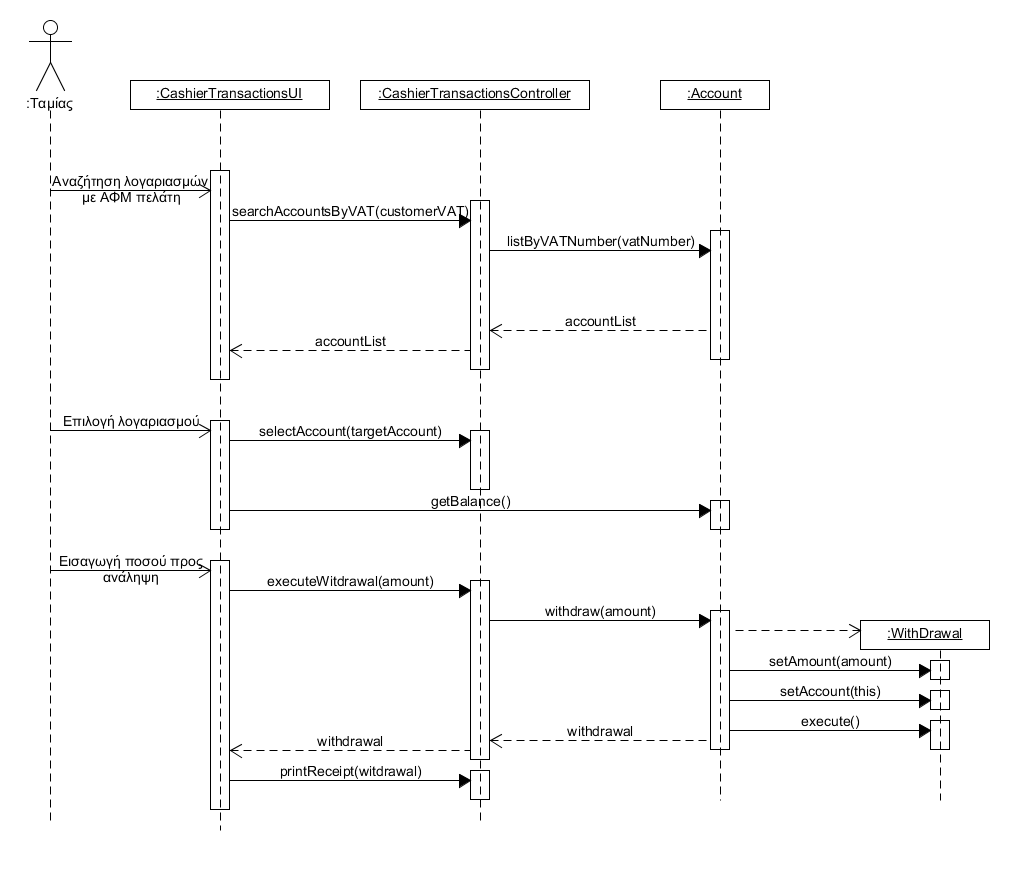 :Ταμίας
:CashierTransactionsUI
:CashierTransactionsController
:Account
Αναζήτηση λογαριασμών
με ΑΦΜ πελάτη
searchAccountsByVAT(customerVAT)
listByVATNumber(vatNumber)
accountList
accountList
Επιλογή λογαριασμού
selectAccount(targetAccount)
getBalance()
Εισαγωγή ποσού προς
ανάληψη
executeWitdrawal(amount)
withdraw(amount)
:WithDrawal
setAmount(amount)
setAccount(this)
execute()
withdrawal
withdrawal
printReceipt(witdrawal)